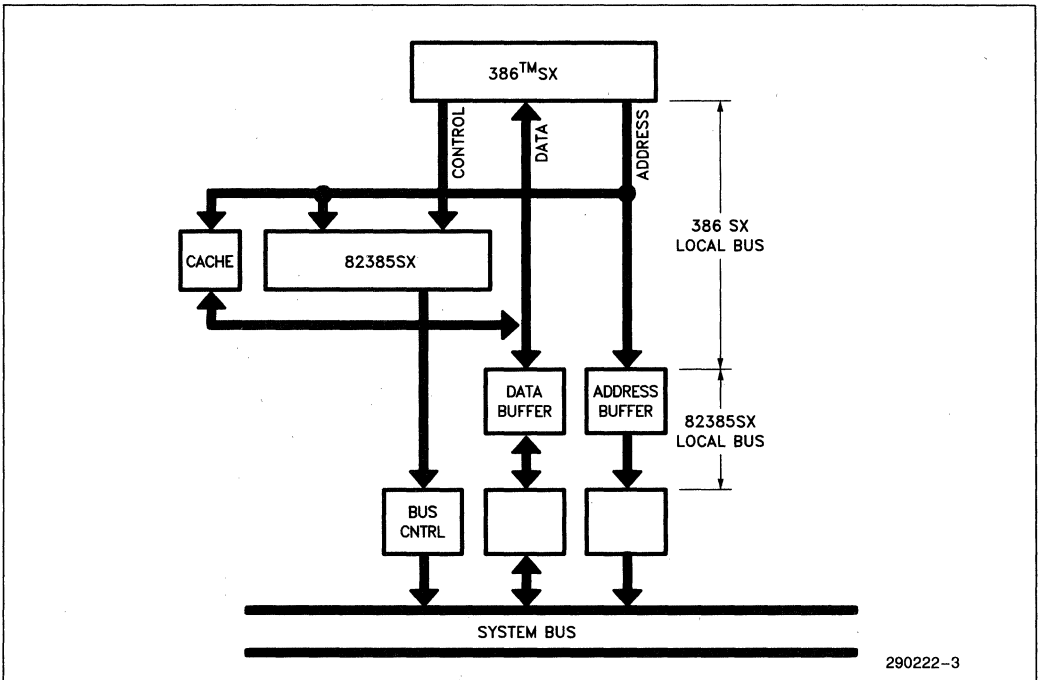 386™SX
CONTROL
DATA
ADDRESS
386 SX
LOCAL BUS
CACHE
82385SX
DATA
BUFFER
ADDRESS
BUFFER
82385SX
LOCAL BUS
BUS
CNTRL
SYSTEM BUS
290222-3